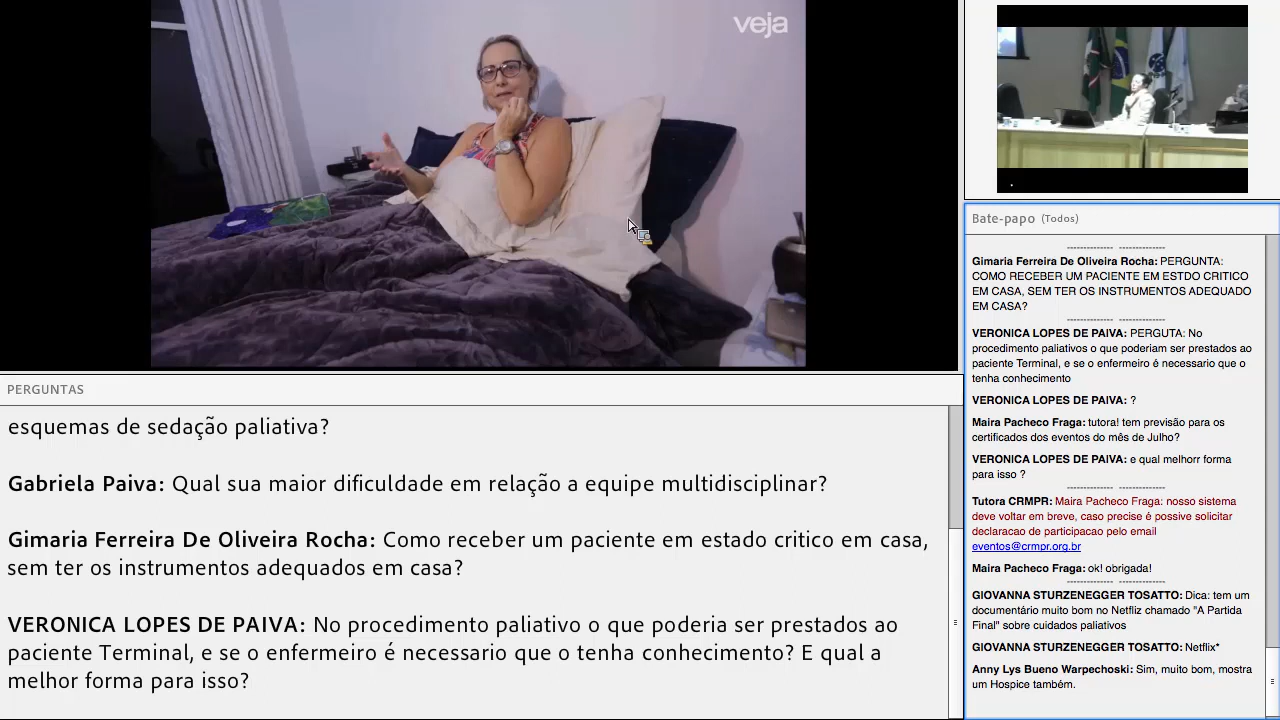 veja
PERGUNTAS
esquemas de sedação paliativa?
Gabriela Paiva: Qual sua maior dificuldade em relação a equipe multidisciplinar?
Gimaria Ferreira De Oliveira Rocha: Como receber um paciente em estado critico em casa,
sem ter os instrumentos adequados em casa?
VERONICA LOPES DE PAIVA: No procedimento paliativo o que poderia ser prestados ao
paciente Terminal, e se o enfermeiro é necessario que o tenha conhecimento? E qual a
melhor forma para isso?
Bate-papo (Todos)
-------------- --------------
Gimaria Ferreira De Oliveira Rocha: PERGUNTA:
COMO RECEBER UM PACIENTE EM ESTDO CRITICO
EM CASA, SEM TER OS INSTRUMENTOS ADEQUADO
EM CASA?
-------------- --------------
VERONICA LOPES DE PAIVA: PERGUTA: No
procedimento paliativos o que poderiam ser prestados ao
paciente Terminal, e se o enfermeiro é necessario que o
tenha conhecimento
VERONICA LOPES DE PAIVA: ?
Maira Pacheco Fraga: tutora! tem previsão para os
certificados dos eventos do mês de Julho?
VERONICA LOPES DE PAIVA: e qual melhorr forma
para isso ?
-------------- --------------
Tutora CRMPR: Maira Pacheco Fraga: nosso sistema
deve voltar em breve, caso precise é possive solicitar
declaracao de participacao pelo email
eventos@crmpr.org.br
Maira Pacheco Fraga: ok! obrigada!
-------------- --------------
GIOVANNA STURZENEGGER TOSATTO: Dica: tem um
documentário muito bom no Netfliz chamado "A Partida
Final" sobre cuidados paliativos
GIOVANNA STURZENEGGER TOSATTO: Netflix*
Anny Lys Bueno Warpechoski: Sim, muito bom, mostra
um Hospice também.